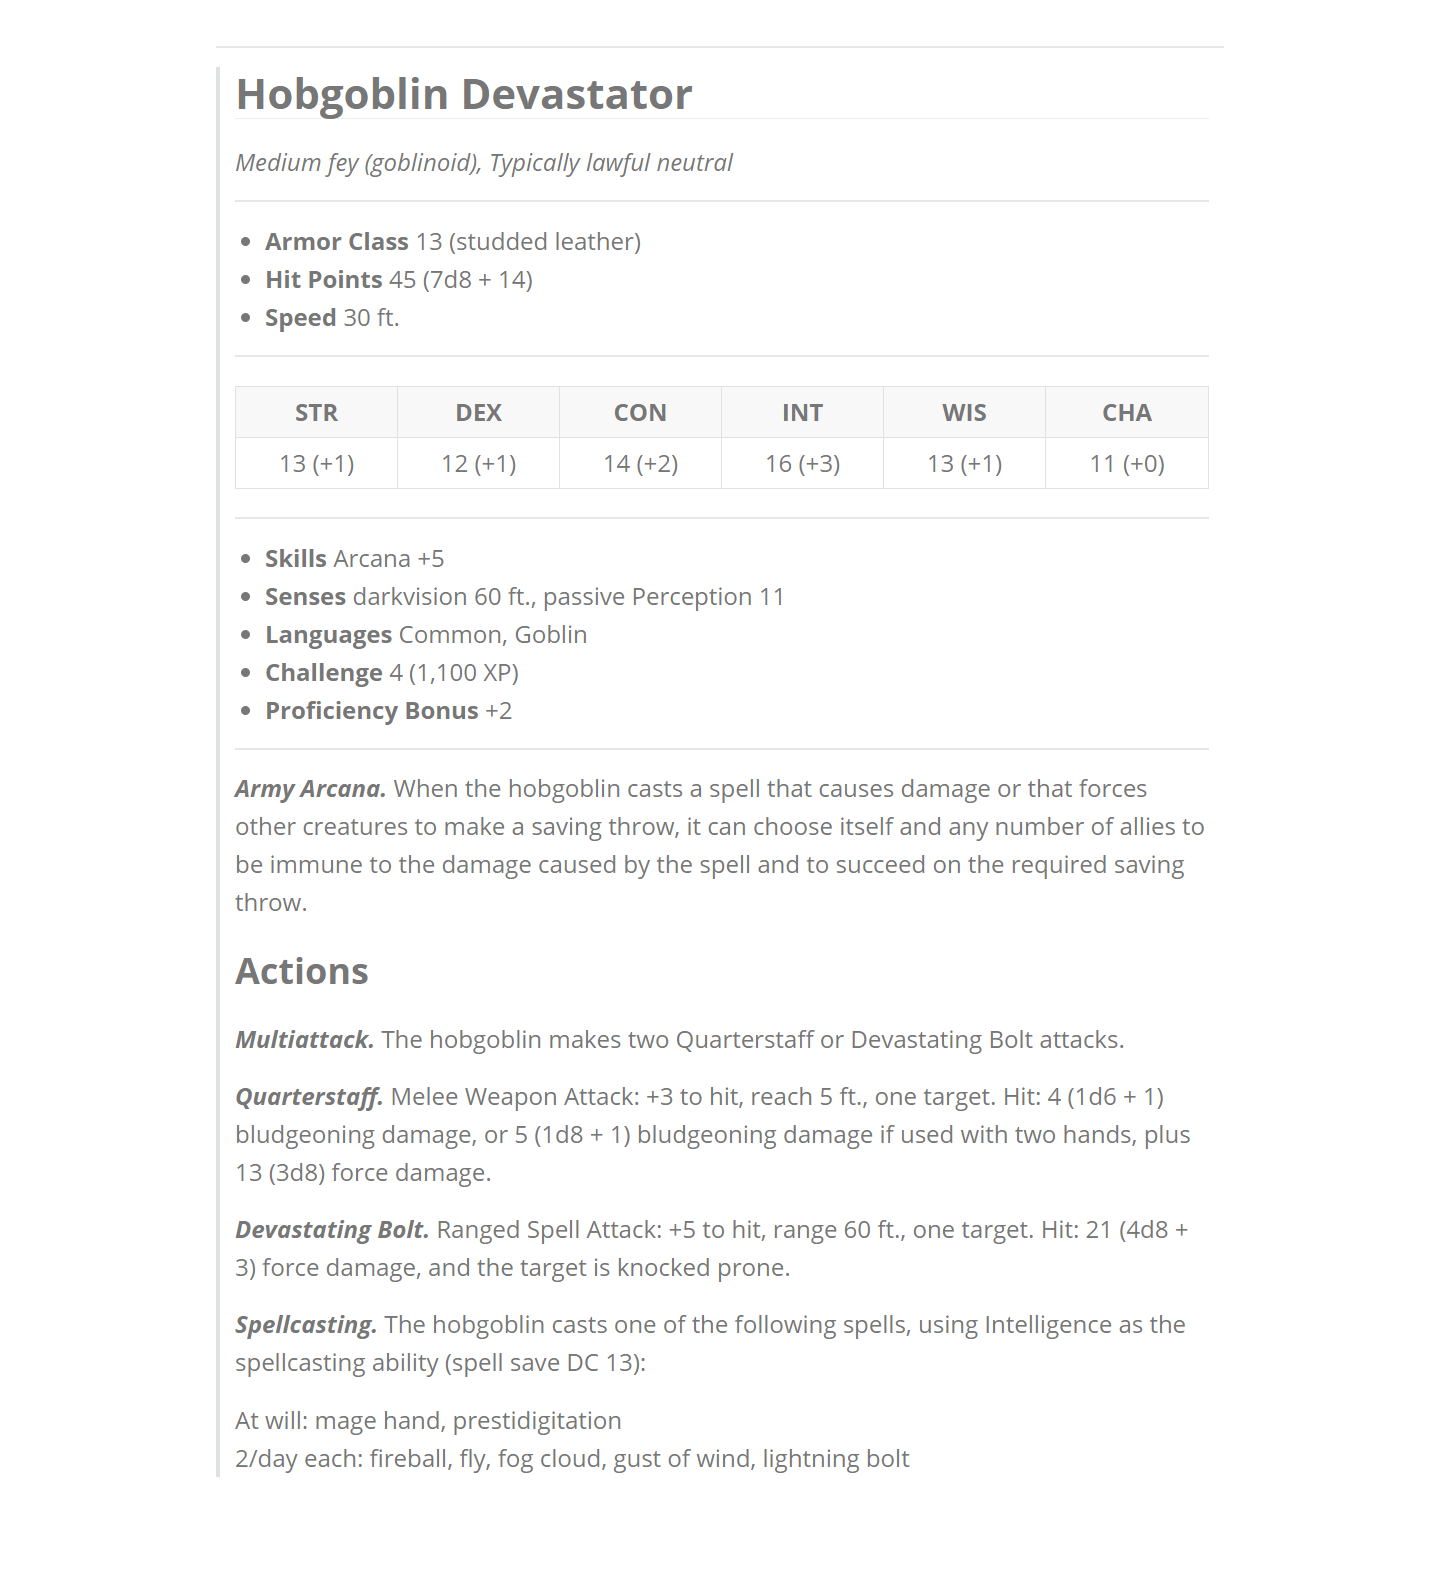 Hobgoblin Devastator
Medium fey (goblinoid), Typically lawful neutral
Armor Class 13 (studded leather)
Hit Points 45 (7d8 + 14)
Speed 30 ft.
STR DEX CON INT WIS CHA
13 (+1) 12 (+1) 14 (+2) 16 (+3) 13 (+1) 11 (+0)
Skills Arcana +5
Senses darkvision 60 ft., passive Perception 11
Languages Common, Goblin
Challenge 4 (1,100 XP)
Proficiency Bonus +2
Army Arcana. When the hobgoblin casts a spell that causes damage or that forces
other creatures to make a saving throw, it can choose itself and any number of allies to
be immune to the damage caused by the spell and to succeed on the required saving
throw.
Actions
Multiattack. The hobgoblin makes two Quarterstaff or Devastating Bolt attacks.
Quarterstaff. Melee Weapon Attack: +3 to hit, reach 5 ft., one target. Hit: 4 (1d6 + 1)
bludgeoning damage, or 5 (1d8 + 1) bludgeoning damage if used with two hands, plus
13 (3d8) force damage.
Devastating Bolt. Ranged Spell Attack: +5 to hit, range 60 ft., one target. Hit: 21 (4d8 +
3) force damage, and the target is knocked prone.
Spellcasting. The hobgoblin casts one of the following spells, using Intelligence as the
spellcasting ability (spell save DC 13):
At will: mage hand, prestidigitation
2/day each: fireball, fly, fog cloud, gust of wind, lightning bolt